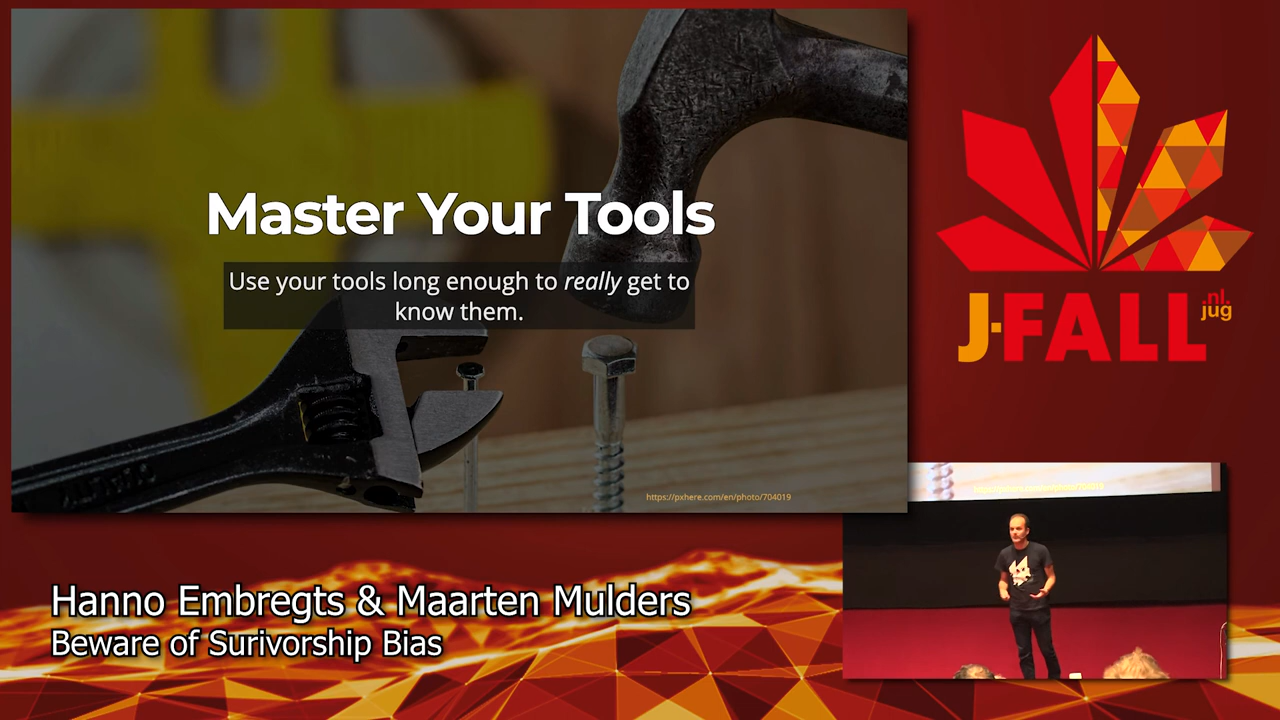 Master Your Tools
Use your tools long enough to really get to
know them.
https://pxhere.com/en/photo/704019
J-FALL
nl.
jug
Hanno Embregts & Maarten Mulders
Beware of Surivorship Bias